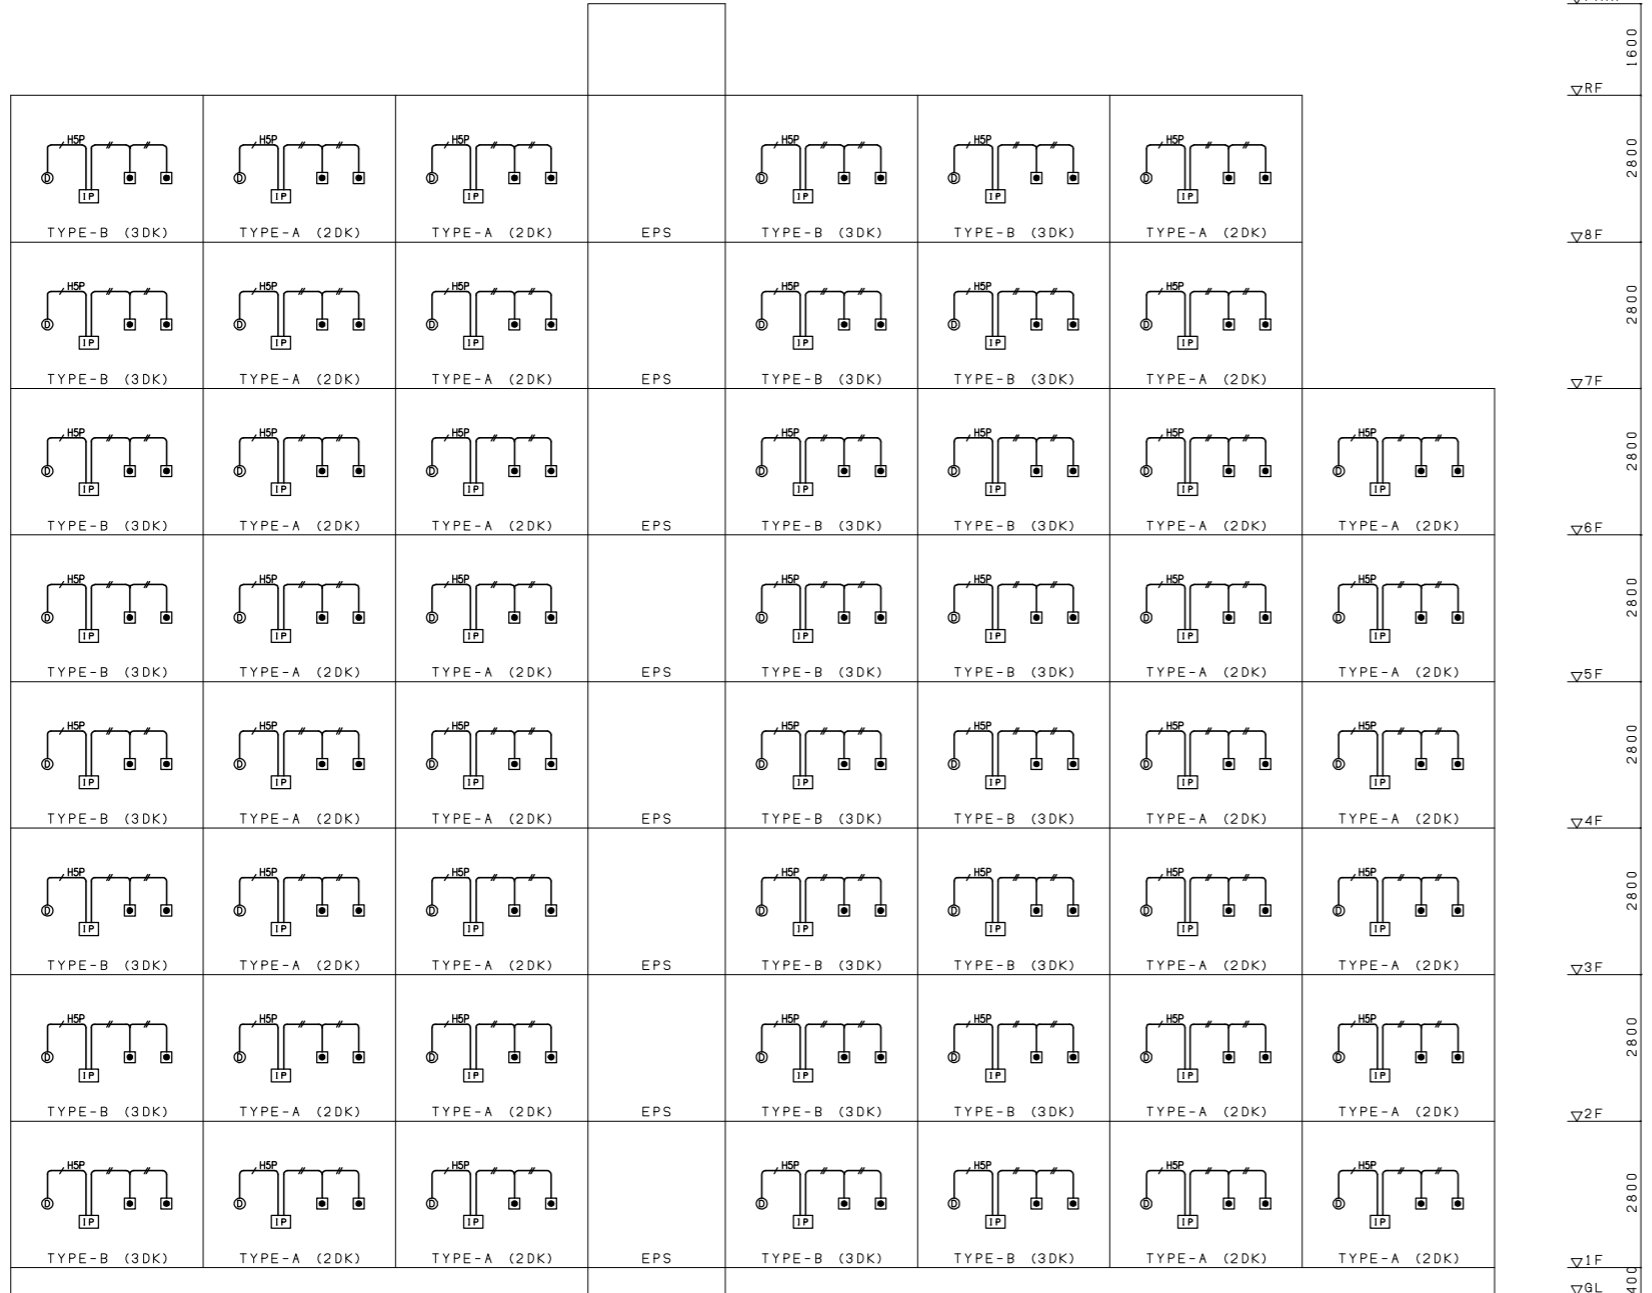 1600
▽RF
H5P H5P H5P H5P H5P H5P 2800
D D D D D D
IP IP IP IP IP IP
TYPE-B (3DK) TYPE-A (2DK) TYPE-A (2DK) EPS TYPE-B (3DK) TYPE-B (3DK) TYPE-A (2DK) ▽8F
H5P H5P H5P H5P H5P H5P 2800
D D D D D D
IP IP IP IP IP IP
TYPE-B (3DK) TYPE-A (2DK) TYPE-A (2DK) EPS TYPE-B (3DK) TYPE-B (3DK) TYPE-A (2DK) ▽7F
H5P H5P H5P H5P H5P H5P H5P 2800
D D D D D D D
IP IP IP IP IP IP IP
TYPE-B (3DK) TYPE-A (2DK) TYPE-A (2DK) EPS TYPE-B (3DK) TYPE-B (3DK) TYPE-A (2DK) TYPE-A (2DK) ▽6F
H5P H5P H5P H5P H5P H5P H5P 2800
D D D D D D D
IP IP IP IP IP IP IP
TYPE-B (3DK) TYPE-A (2DK) TYPE-A (2DK) EPS TYPE-B (3DK) TYPE-B (3DK) TYPE-A (2DK) TYPE-A (2DK) ▽5F
H5P H5P H5P H5P H5P H5P H5P 2800
D D D D D D D
IP IP IP IP IP IP IP
TYPE-B (3DK) TYPE-A (2DK) TYPE-A (2DK) EPS TYPE-B (3DK) TYPE-B (3DK) TYPE-A (2DK) TYPE-A (2DK) ▽4F
H5P H5P H5P H5P H5P H5P H5P 2800
D D D D D D D
IP IP IP IP IP IP IP
TYPE-B (3DK) TYPE-A (2DK) TYPE-A (2DK) EPS TYPE-B (3DK) TYPE-B (3DK) TYPE-A (2DK) TYPE-A (2DK) ▽3F
H5P H5P H5P H5P H5P H5P H5P 2800
D D D D D D D
IP IP IP IP IP IP IP
TYPE-B (3DK) TYPE-A (2DK) TYPE-A (2DK) EPS TYPE-B (3DK) TYPE-B (3DK) TYPE-A (2DK) TYPE-A (2DK) ▽2F
H5P H5P H5P H5P H5P H5P H5P 2800
D D D D D D D
IP IP IP IP IP IP IP
TYPE-B (3DK) TYPE-A (2DK) TYPE-A (2DK) EPS TYPE-B (3DK) TYPE-B (3DK) TYPE-A (2DK) TYPE-A (2DK) ▽1F
▽GL 400